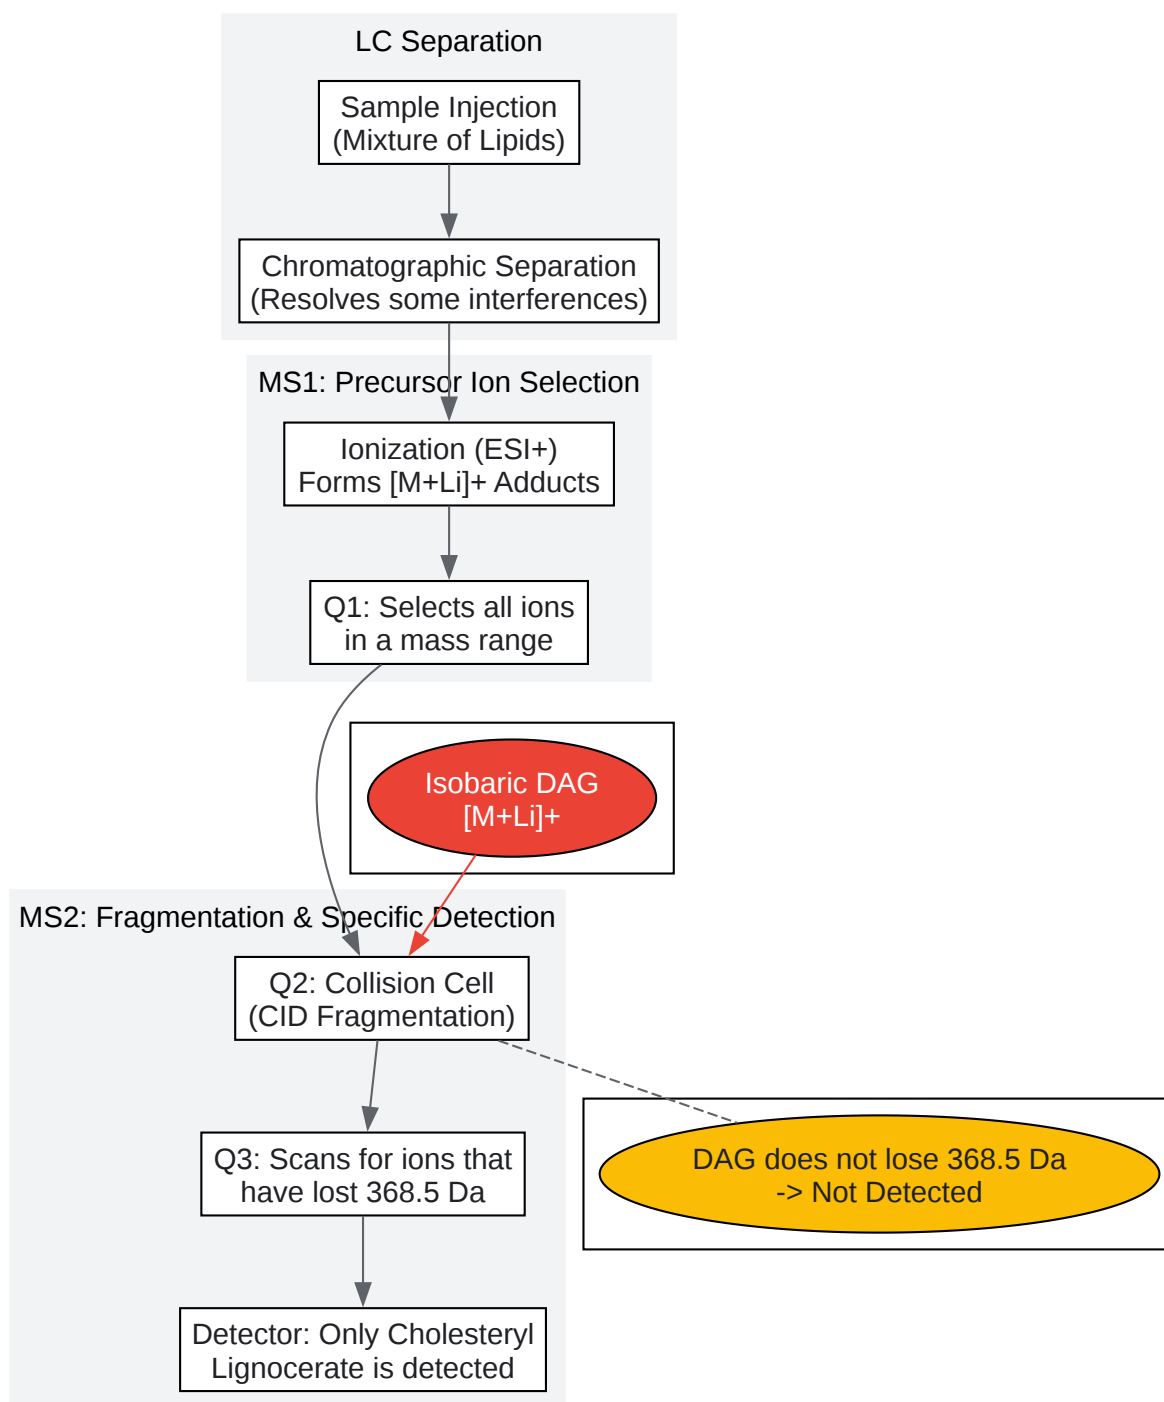 LC Separation
Sample Injection
(Mixture of Lipids)
Chromatographic Separation
(Resolves some interferences)
MS1: Precursor Ion Selection
Ionization (ESI+)
Forms [M+Li]+ Adducts
Q1: Selects all ions
in a mass range
Isobaric DAG
[M+Li]+
MS2: Fragmentation & Specific Detection
Q2: Collision Cell
(CID Fragmentation)
Q3: Scans for ions that
have lost 368.5 Da
DAG does not lose 368.5 Da
-> Not Detected
Detector: Only Cholesteryl
Lignocerate is detected